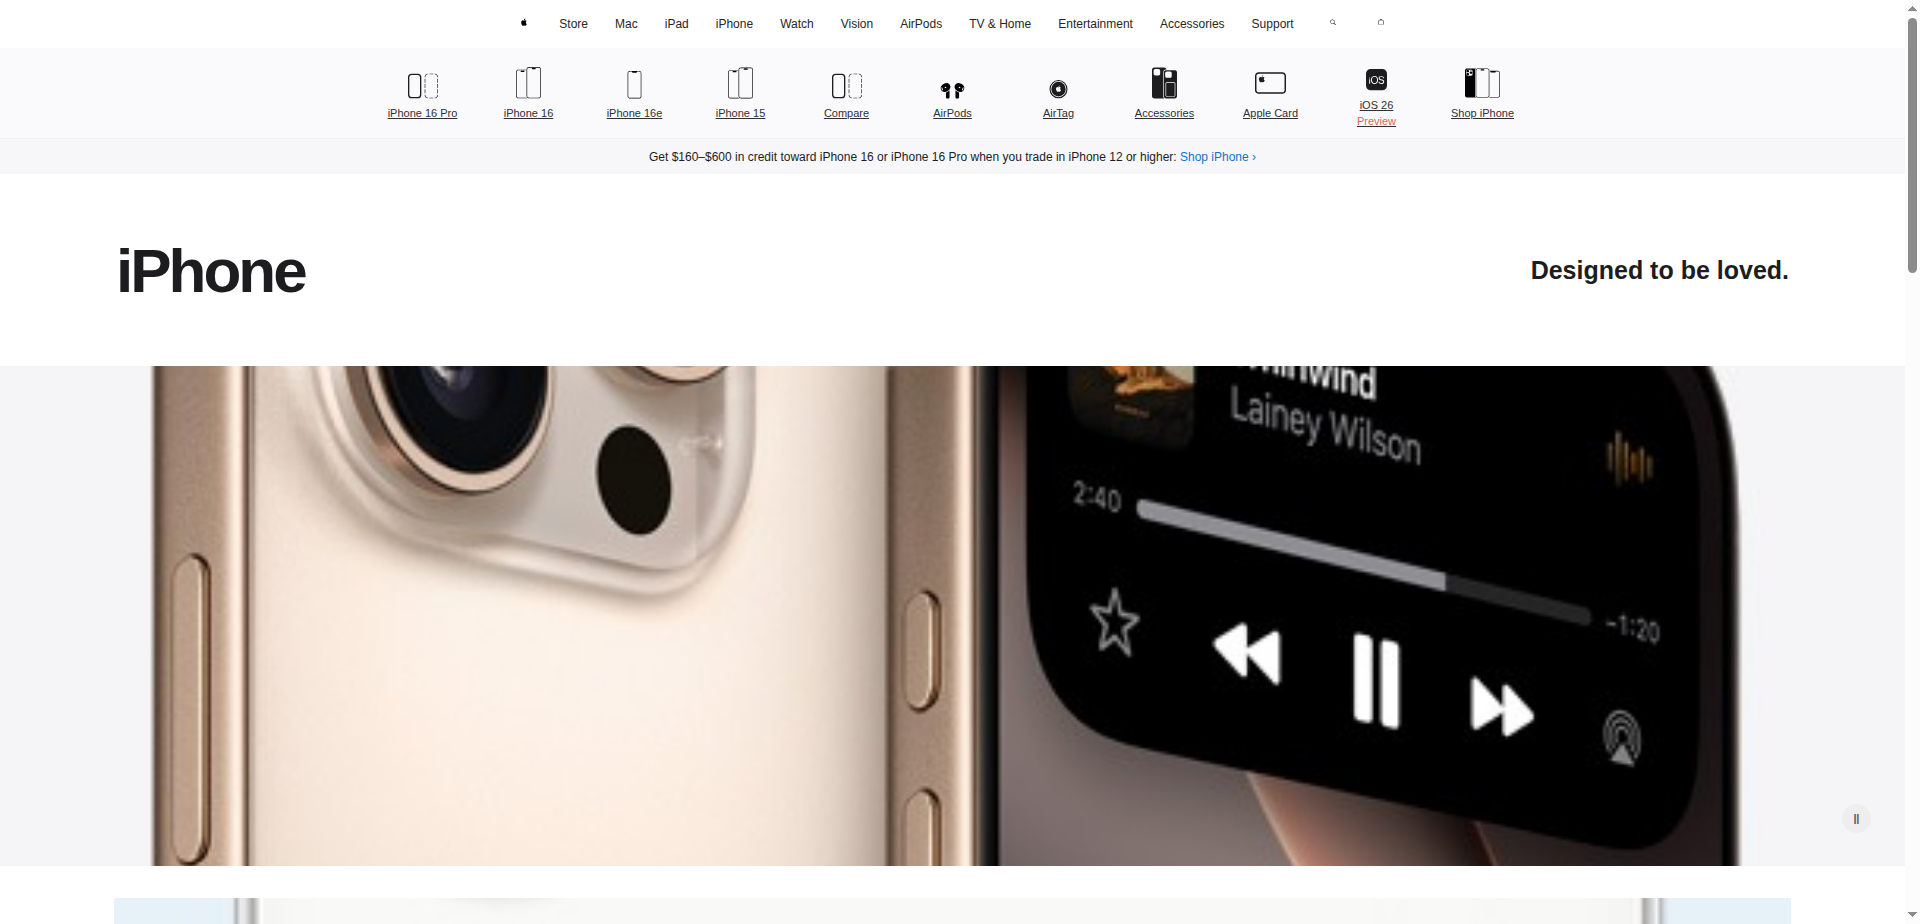 Store Mac iPad iPhone Watch Vision AirPods TV & Home Entertainment Accessories Support
iPhone 16 Pro iPhone 16 iPhone 16e iPhone 15 Compare AirPods AirTag Accessories Apple Card iOS iOS 26 Preview Shop iPhone
Get $160–$600 in credit toward iPhone 16 or iPhone 16 Pro when you trade in iPhone 12 or higher: Shop iPhone ›
iPhone
Designed to be loved.
Lainey Wilson
2:40
-1:20